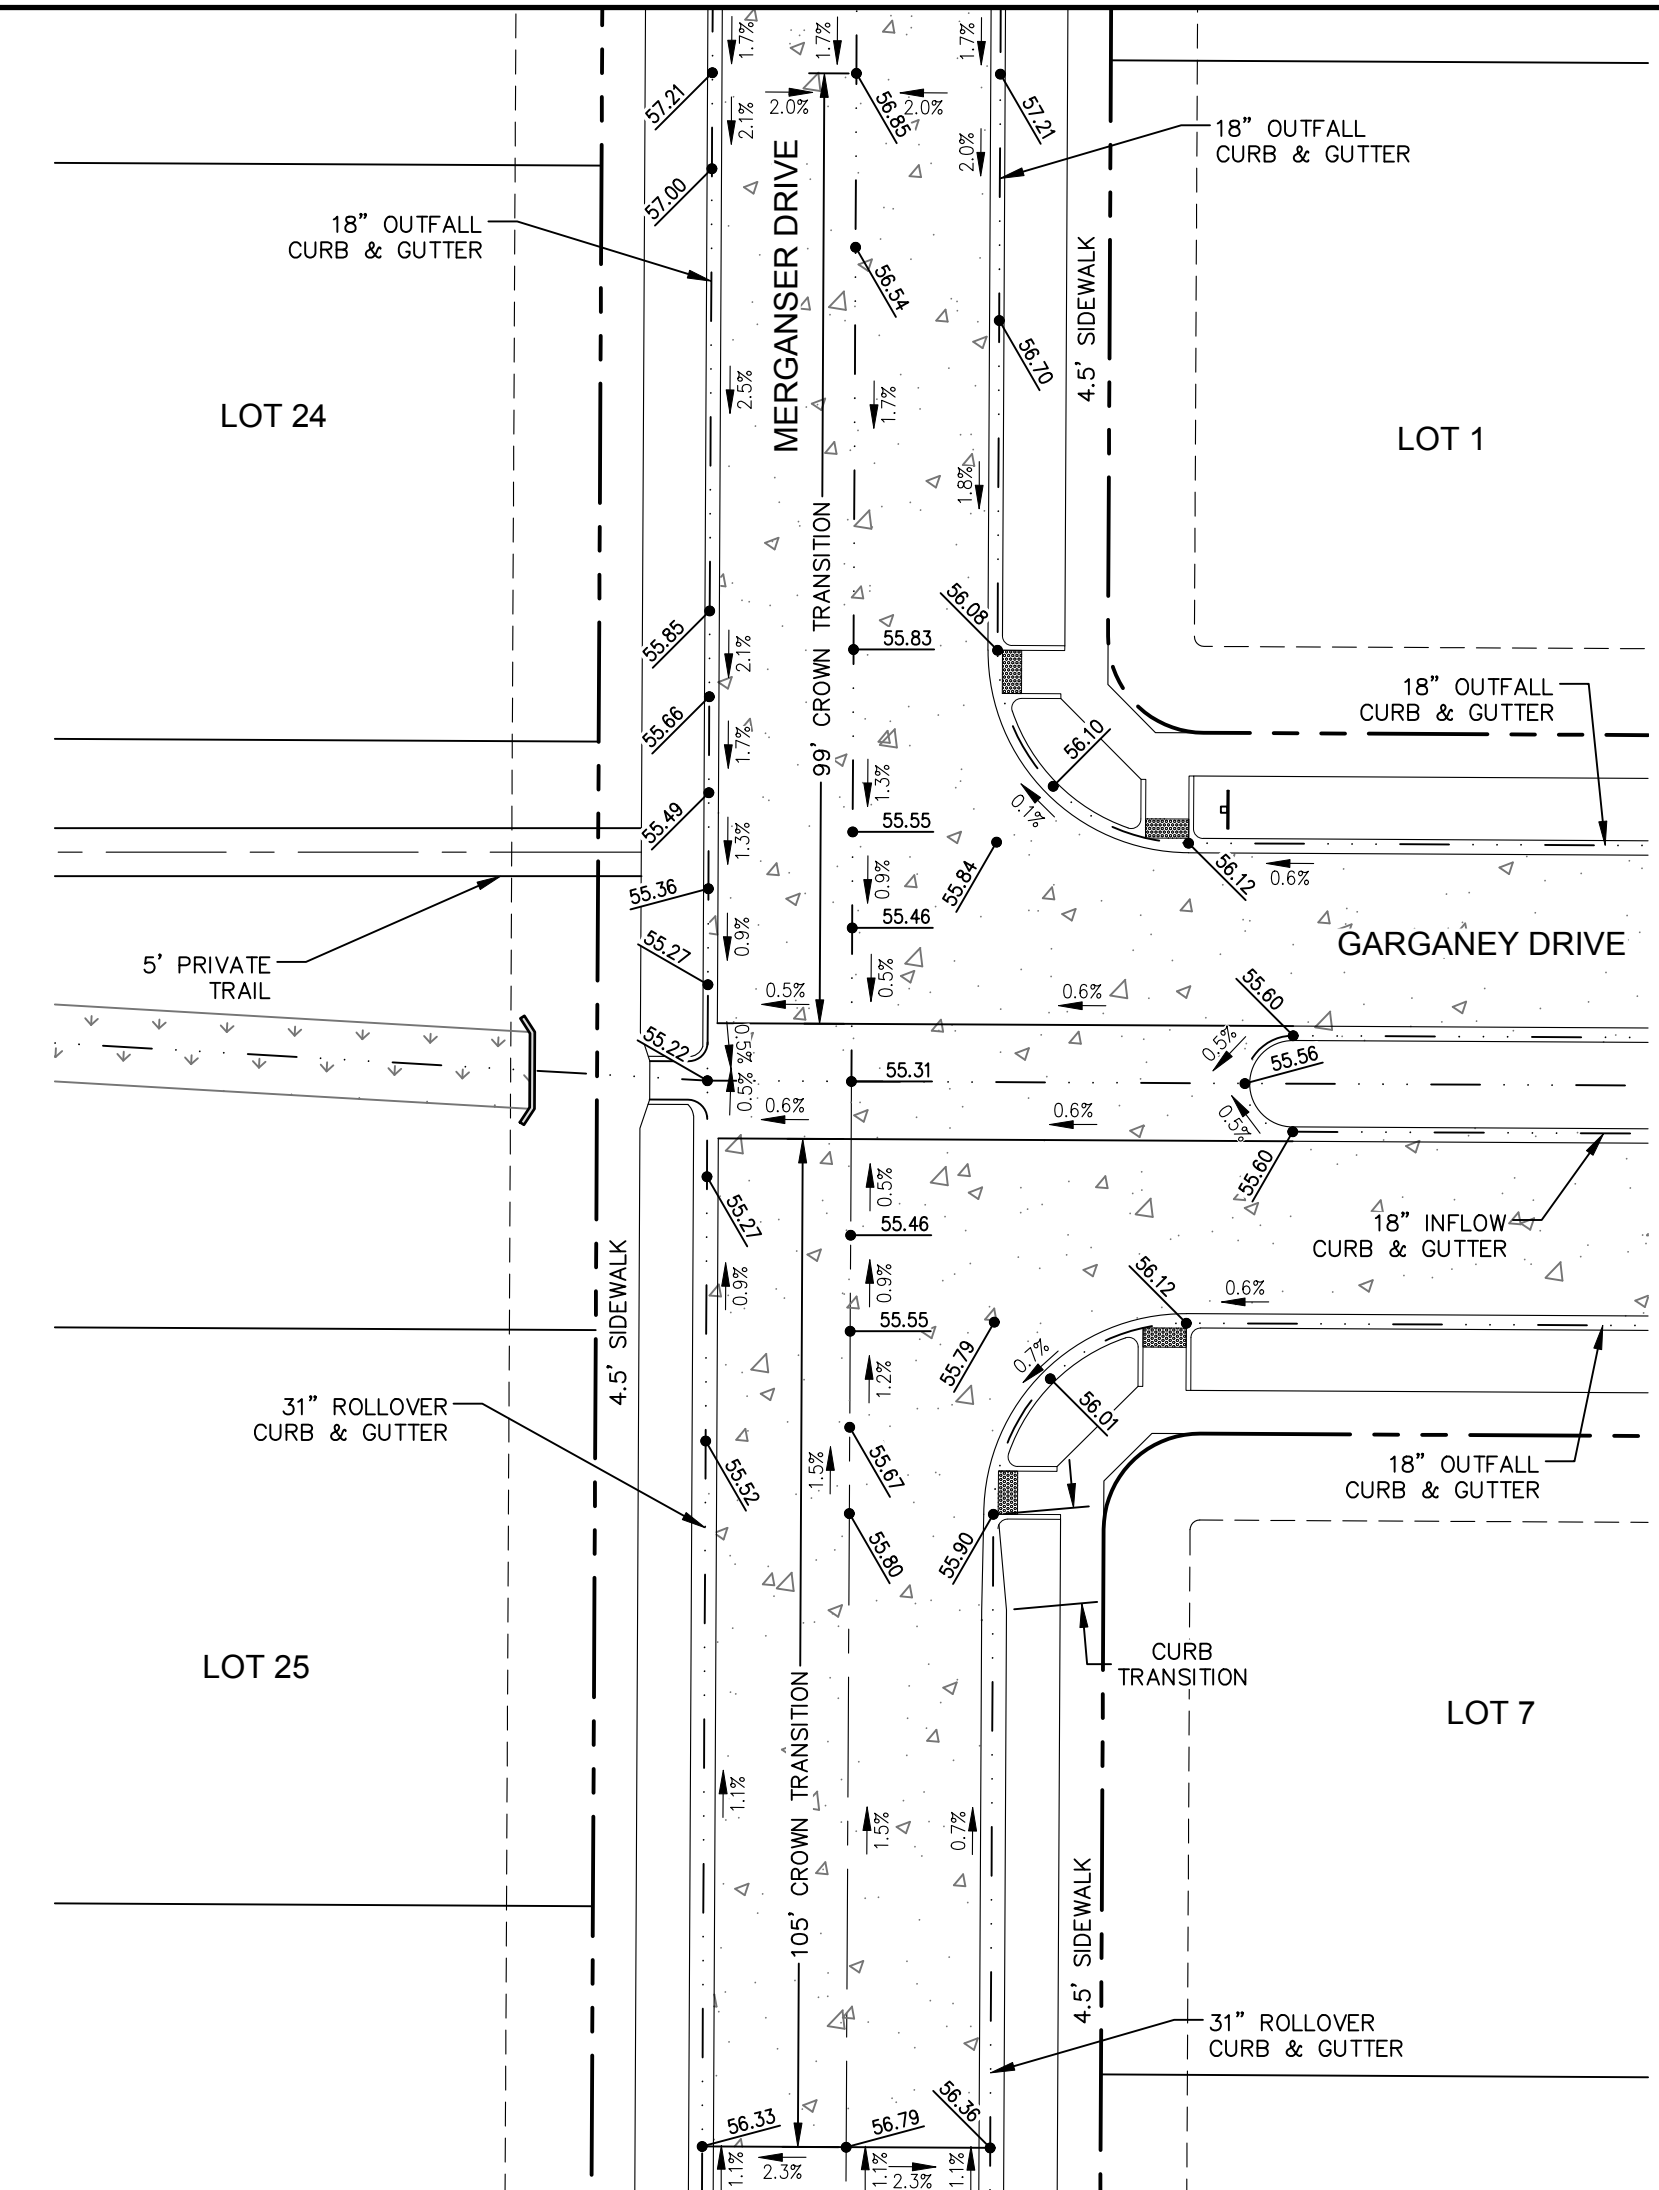 1.7%
1.7%
1.7%
57.21
2.1%
2.0%
56.85
2.0%
57.21
2.0%
18" OUTFALL
CURB & GUTTER
57.00
MERGANSER DRIVE
18" OUTFALL
CURB & GUTTER
56.54
56.70
4.5' SIDEWALK
2.5%
1.7%
LOT 24
LOT 1
1.8%
99' CROWN TRANSITION
56.08
55.85
2.1%
55.83
18" OUTFALL
CURB & GUTTER
55.66
1.7%
56.10
1.3%
0.1%
55.49
1.3%
55.55
55.84
56.12
0.6%
55.36
0.9%
55.46
0.9%
GARGANEY DRIVE
55.27
5' PRIVATE
TRAIL
0.5%
0.5%
0.6%
55.60
55.22
0.5%
0.5%
55.56
55.31
0.5%
0.6%
0.6%
0.5%
55.60
0.5%
55.27
55.46
18" INFLOW
CURB & GUTTER
4.5' SIDEWALK
0.9%
0.9%
56.12
0.6%
55.55
55.79
0.7%
1.2%
31" ROLLOVER
CURB & GUTTER
56.01
55.52
1.5%
55.67
18" OUTFALL
CURB & GUTTER
55.80
55.90
CURB
TRANSITION
LOT 25
LOT 7
105' CROWN TRANSITION
1.1%
1.5%
0.7%
4.5' SIDEWALK
31" ROLLOVER
CURB & GUTTER
56.33
56.79
56.36
1.1%
2.3%
1.1%
2.3%
1.1%